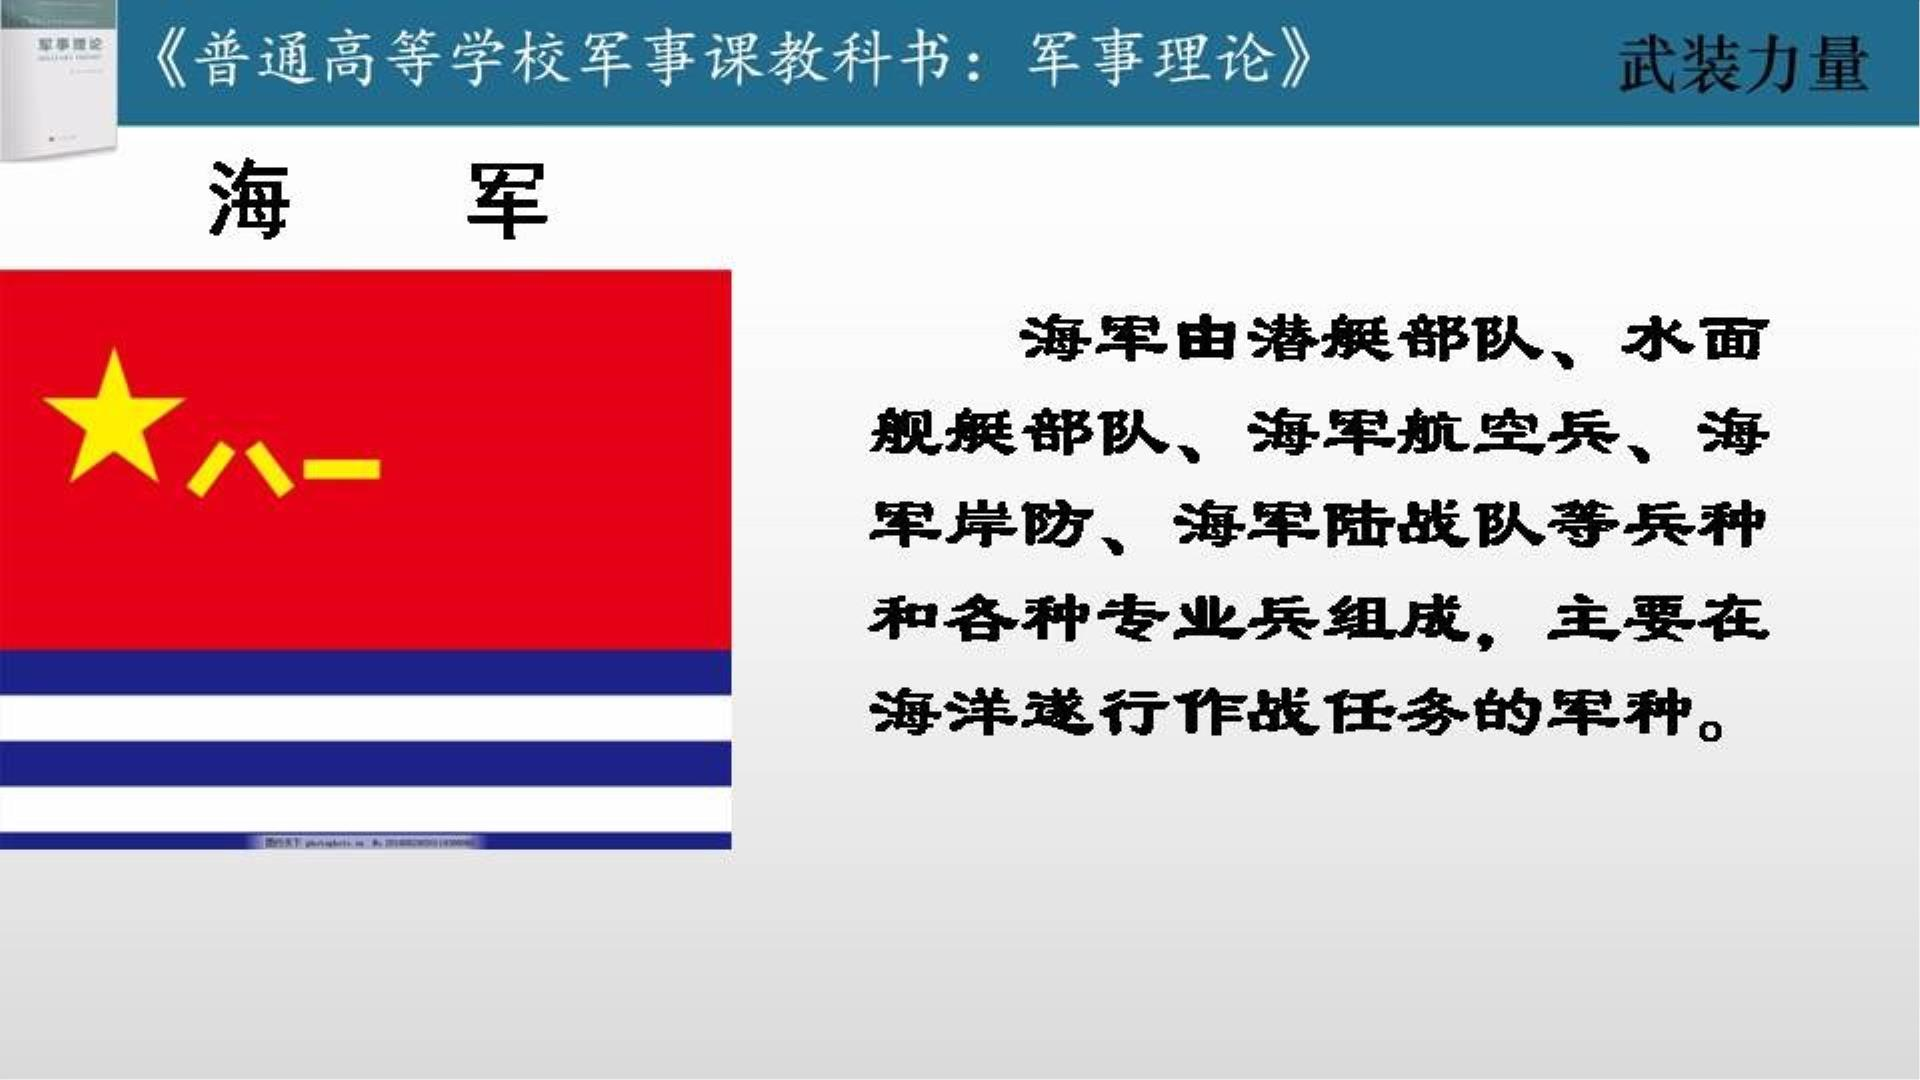 军事理论
《普通高等学校军事课教科书：军事理论》
武装力量
海 军
八一
海军由潜艇部队、水面
舰艇部队、海军航空兵、海
军岸防、海军陆战队等兵种
和各种专业兵组成，主要在
海洋遂行作战任务的军种。